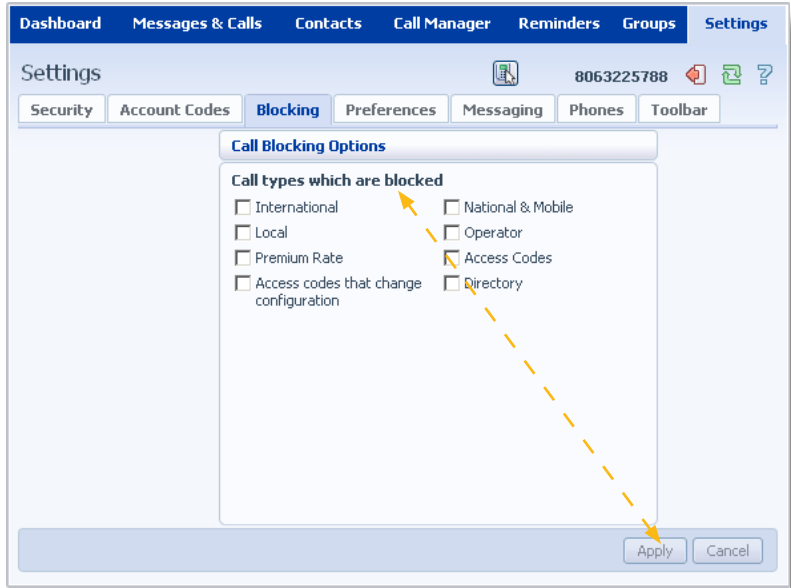 Dashboard Messages & Calls Contacts Call Manager Reminders Groups Settings
Settings 8063225788
Security Account Codes Blocking Preferences Messaging Phones Toolbar
Call Blocking Options
Call types which are blocked
International National & Mobile
Local Operator
Premium Rate Access Codes
Access codes that change Directory
configuration
Apply Cancel